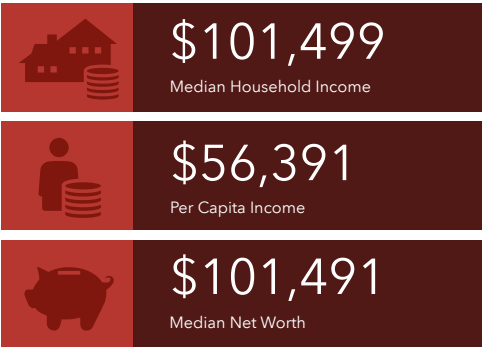 $101,499
Median Household Income
$56,391
Per Capita Income
$101,491
Median Net Worth